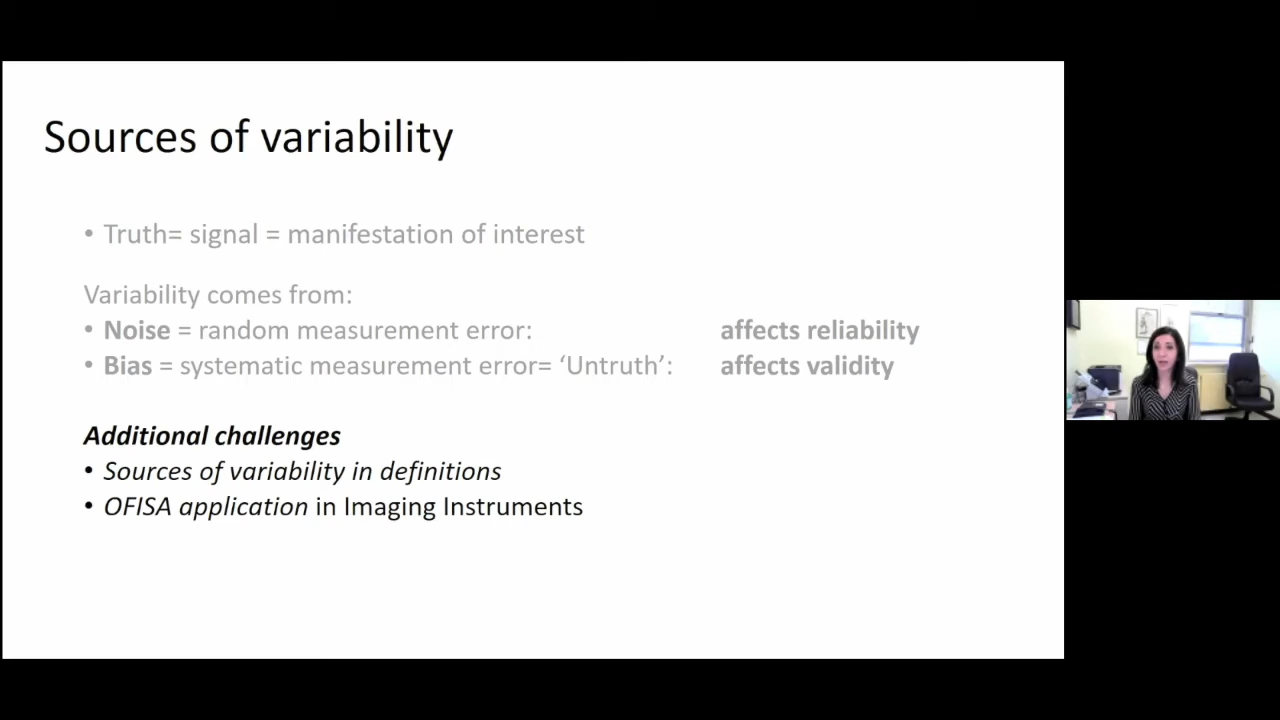 Sources of variability
• Truth= signal = manifestation of interest
Variability comes from:
• Noise = random measurement error: affects reliability
• Bias = systematic measurement error= ‘Untruth’: affects validity
Additional challenges
• Sources of variability in definitions
• OFISA application in Imaging Instruments